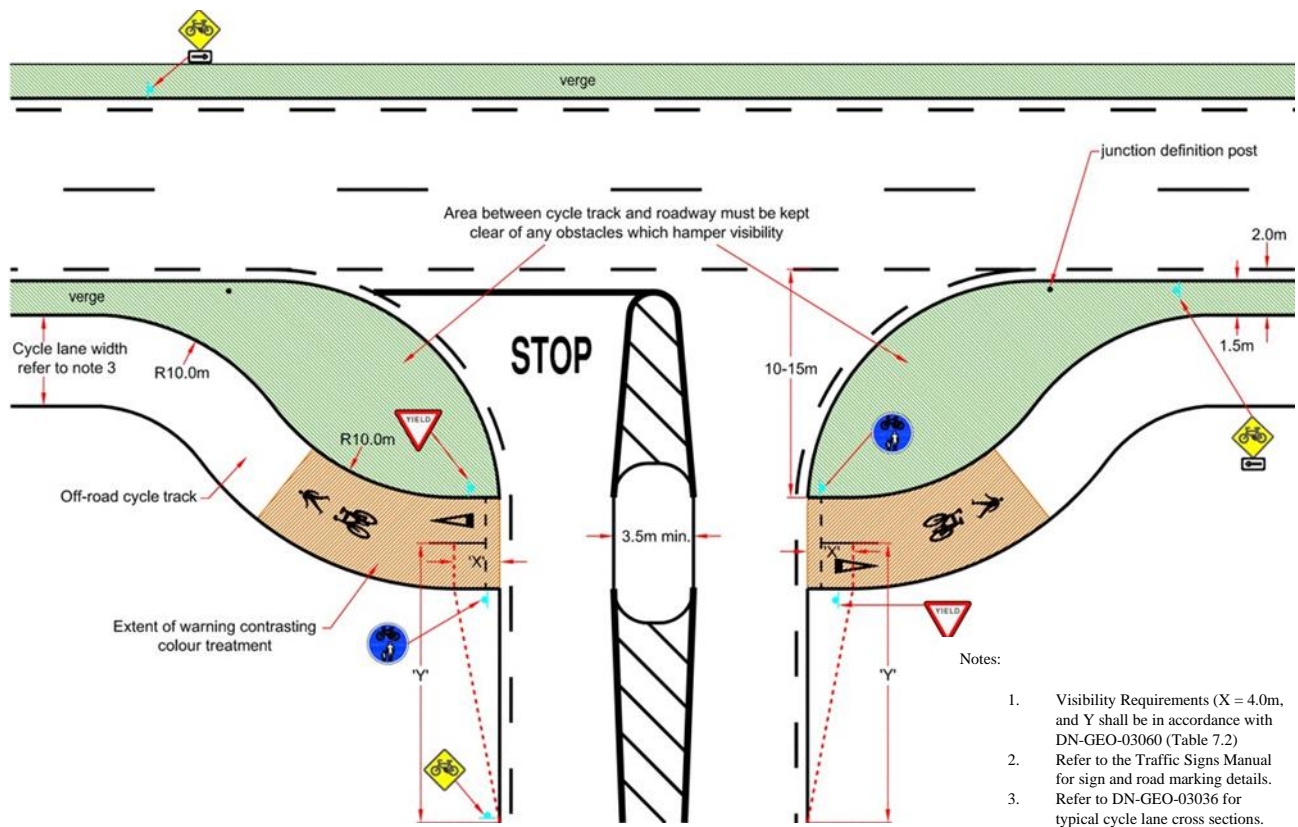 verge
junction definition post
Area between cycle track and roadway must be kept
clear of any obstacles which hamper visibility
2.0m
verge
Cycle lane width
refer to note 3
R10.0m
STOP
10-15m
1.5m
YIELD
R10.0m
Off-road cycle track
3.5m min.
'X'
'X'
Extent of warning contrasting
colour treatment
YIELD
'Y'
'Y'
Notes:
1. Visibility Requirements (X = 4.0m,
and Y shall be in accordance with
DN-GEO-03060 (Table 7.2)
2. Refer to the Traffic Signs Manual
for sign and road marking details.
3. Refer to DN-GEO-03036 for
typical cycle lane cross sections.